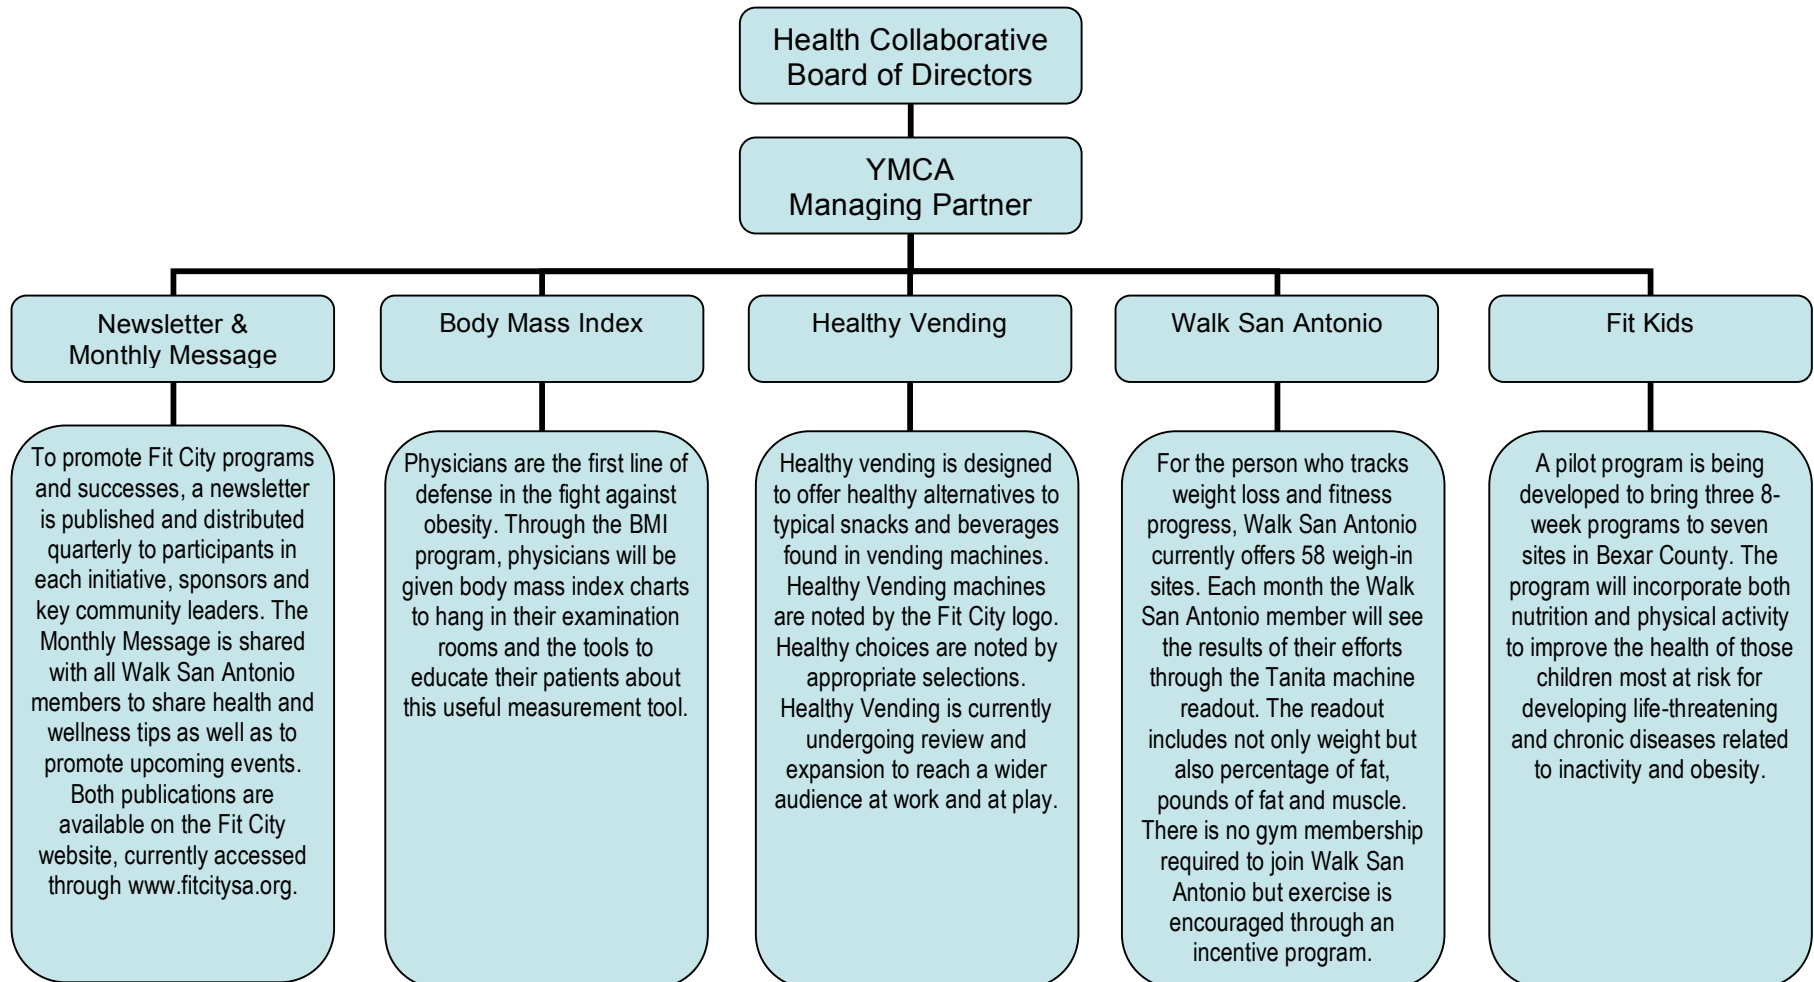 Health Collaborative
Board of Directors
YMCA
Managing Partner
Newsletter &
Monthly Message
Body Mass Index
Healthy Vending
Walk San Antonio
Fit Kids
To promote Fit City programs
and successes, a newsletter
is published and distributed
quarterly to participants in
each initiative, sponsors and
key community leaders. The
Monthly Message is shared
with all Walk San Antonio
members to share health and
wellness tips as well as to
promote upcoming events.
Both publications are
available on the Fit City
website, currently accessed
through www.fitcitysa.org.
Physicians are the first line of
defense in the fight against
obesity. Through the BMI
program, physicians will be
given body mass index charts
to hang in their examination
rooms and the tools to
educate their patients about
this useful measurement tool.
Healthy vending is designed
to offer healthy alternatives to
typical snacks and beverages
found in vending machines.
Healthy Vending machines
are noted by the Fit City logo.
Healthy choices are noted by
appropriate selections.
Healthy Vending is currently
undergoing review and
expansion to reach a wider
audience at work and at play.
For the person who tracks
weight loss and fitness
progress, Walk San Antonio
currently offers 58 weigh-in
sites. Each month the Walk
San Antonio member will see
the results of their efforts
through the Tanita machine
readout. The readout
includes not only weight but
also percentage of fat,
pounds of fat and muscle.
There is no gym membership
required to join Walk San
Antonio but exercise is
encouraged through an
incentive program.
A pilot program is being
developed to bring three 8-
week programs to seven
sites in Bexar County. The
program will incorporate both
nutrition and physical activity
to improve the health of those
children most at risk for
developing life-threatening
and chronic diseases related
to inactivity and obesity.